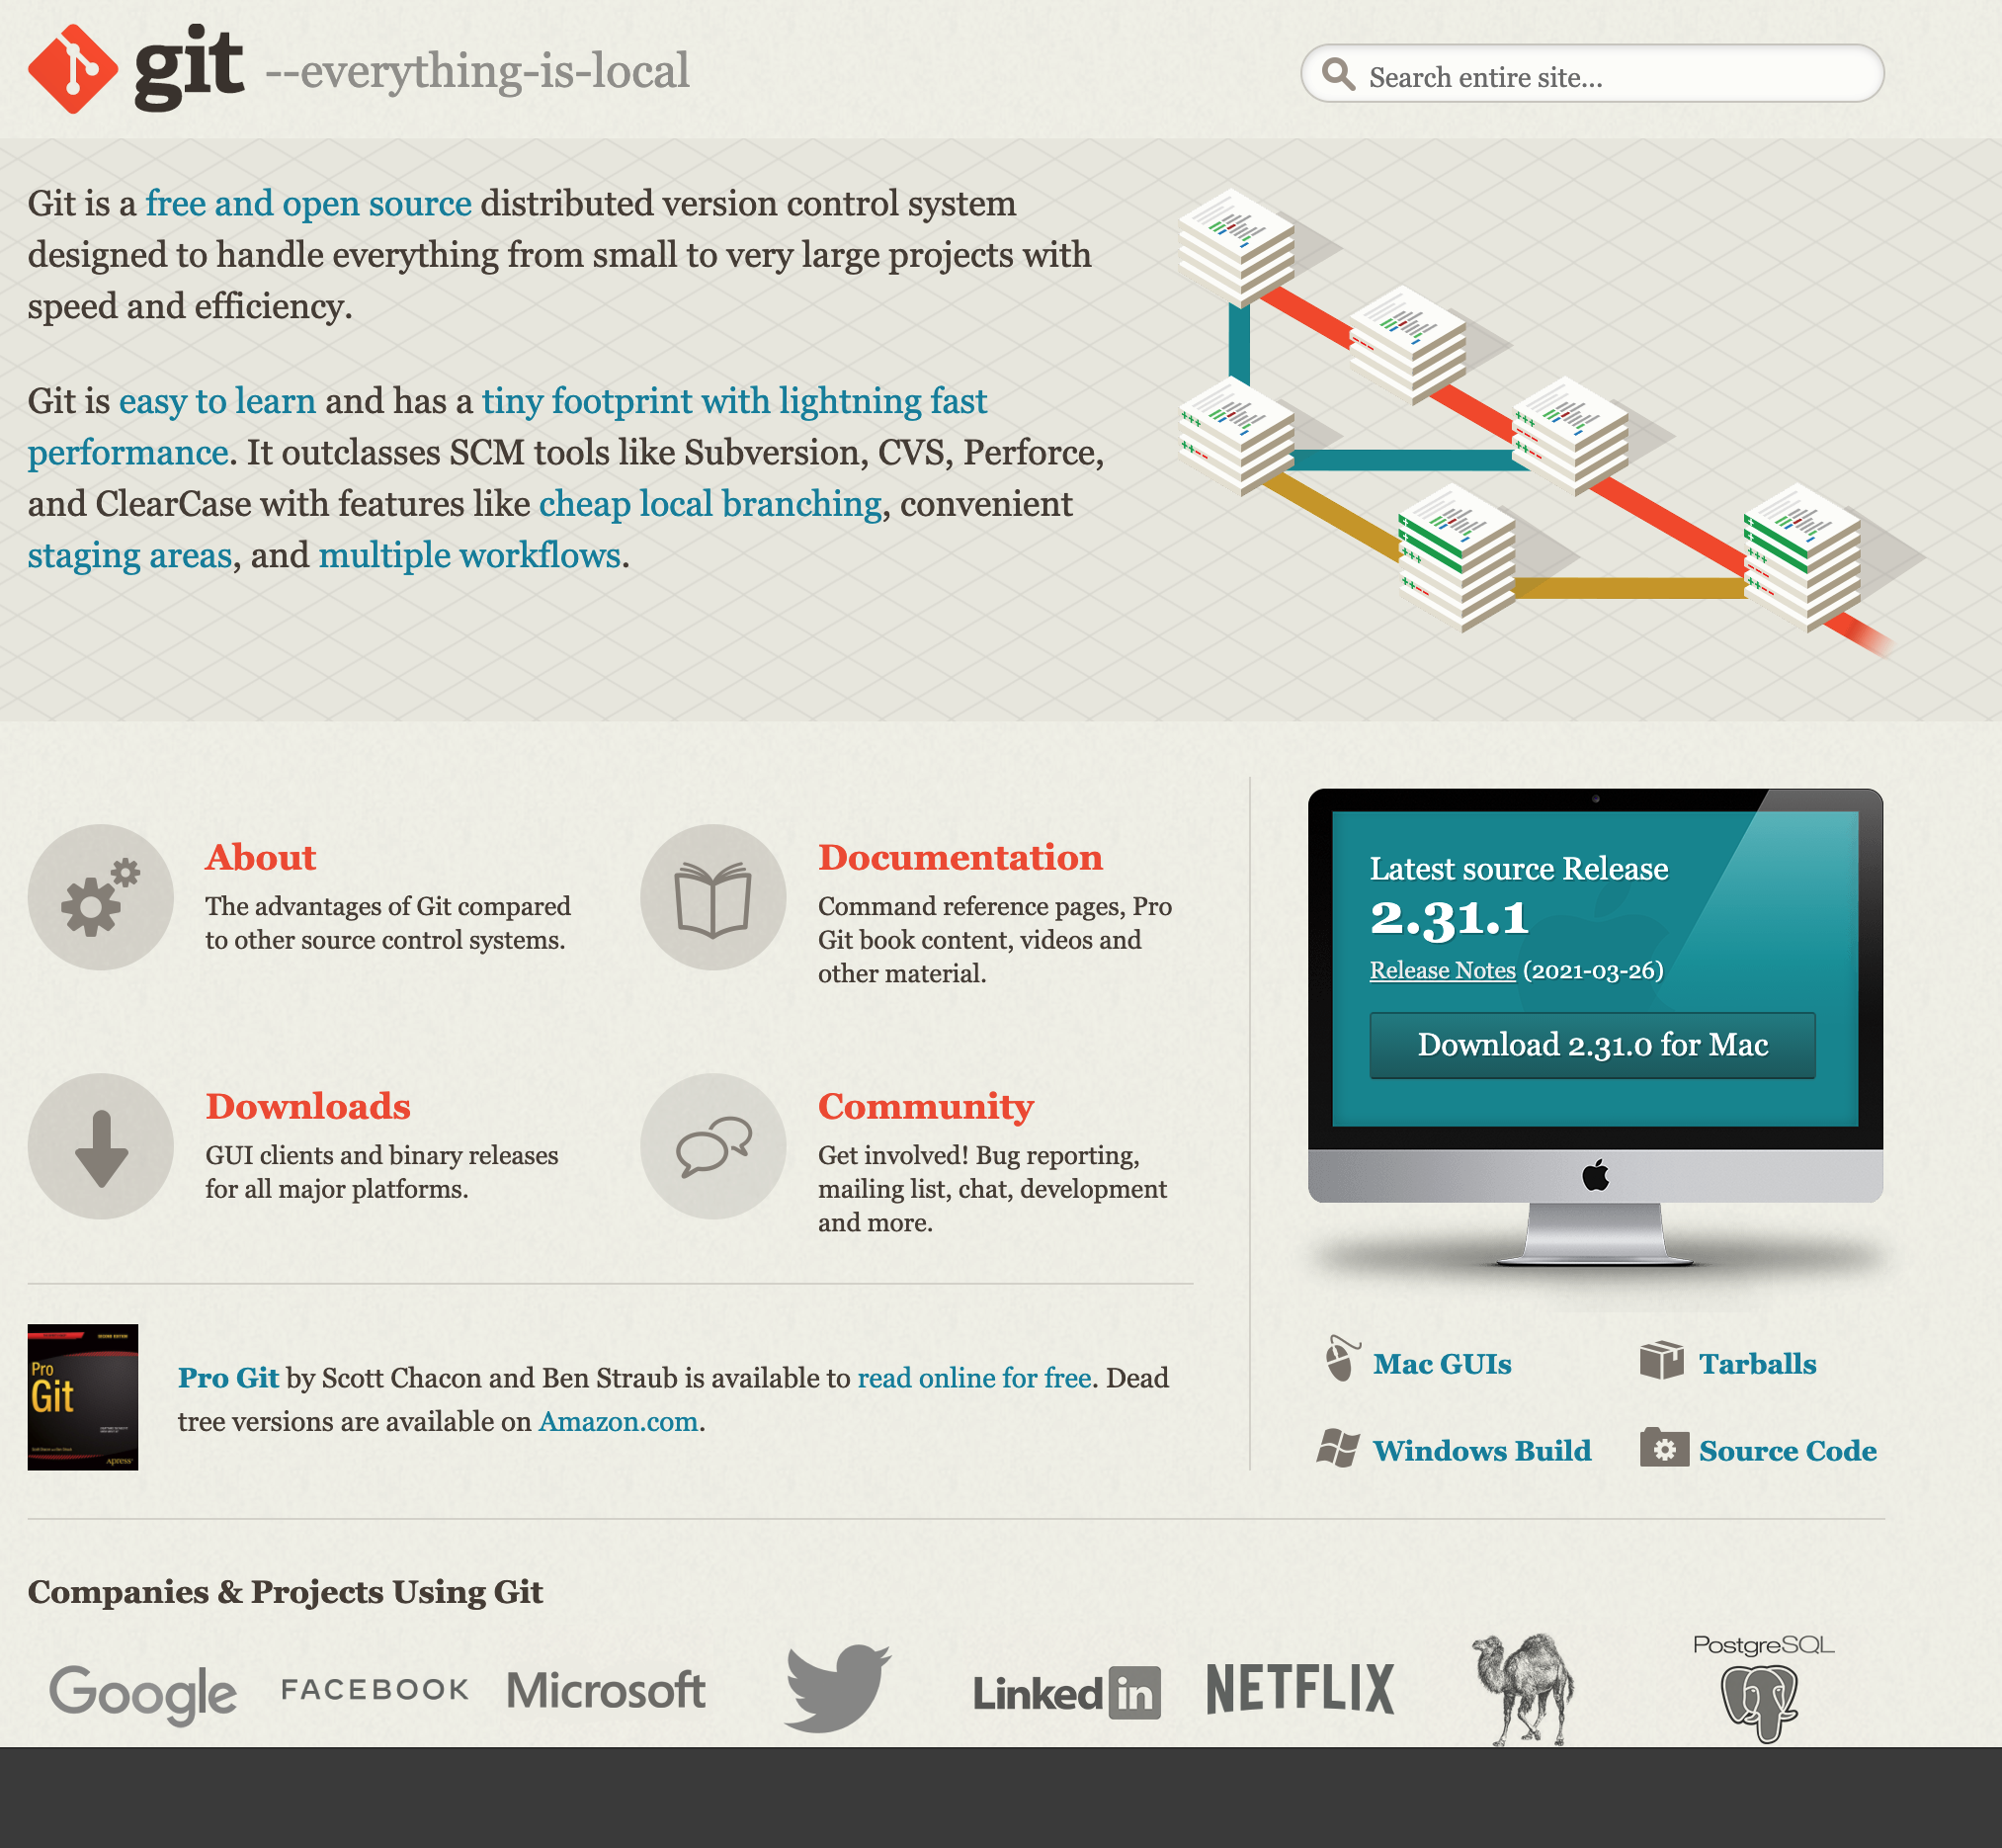 git --everything-is-local
Search entire site...
Git is a free and open source distributed version control system
designed to handle everything from small to very large projects with
speed and efficiency.
Git is easy to learn and has a tiny footprint with lightning fast
performance. It outclasses SCM tools like Subversion, CVS, Perforce,
and ClearCase with features like cheap local branching, convenient
staging areas, and multiple workflows.
About
The advantages of Git compared
to other source control systems.
Documentation
Command reference pages, Pro
Git book content, videos and
other material.
Downloads
GUI clients and binary releases
for all major platforms.
Community
Get involved! Bug reporting,
mailing list, chat, development
and more.
Latest source Release
2.31.1
Release Notes (2021-03-26)
Download 2.31.0 for Mac
Mac GUIs
Tarballs
Windows Build
Source Code
Pro
Git
Apress
Pro Git by Scott Chacon and Ben Straub is available to read online for free. Dead
tree versions are available on Amazon.com.
Companies & Projects Using Git
Google
FACEBOOK
Microsoft
Linked in
NETFLIX
PostgreSQL